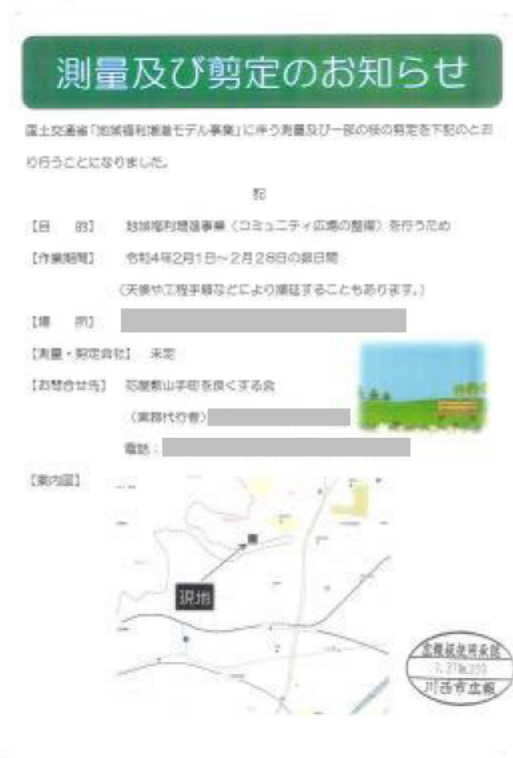 測量及び剪定のお知らせ
国土交通省「地域福利増進モデル事業」に伴う測量及び一部の枝の剪定を下記のとお
り行うことになりました。
記
【目 的】 地域福利増進事業（コミュニティ広場の整備）を行うため
【作業期間】 令和4年2月1日～2月28日の数日間
（天候や工程手順などにより順延することもあります。）
【場 所】
【測量・剪定会社】 未定
【お問合せ先】 花屋敷山手町を良くする会
（実務代行者）
電話：
【案内図】
現地
川西市広報